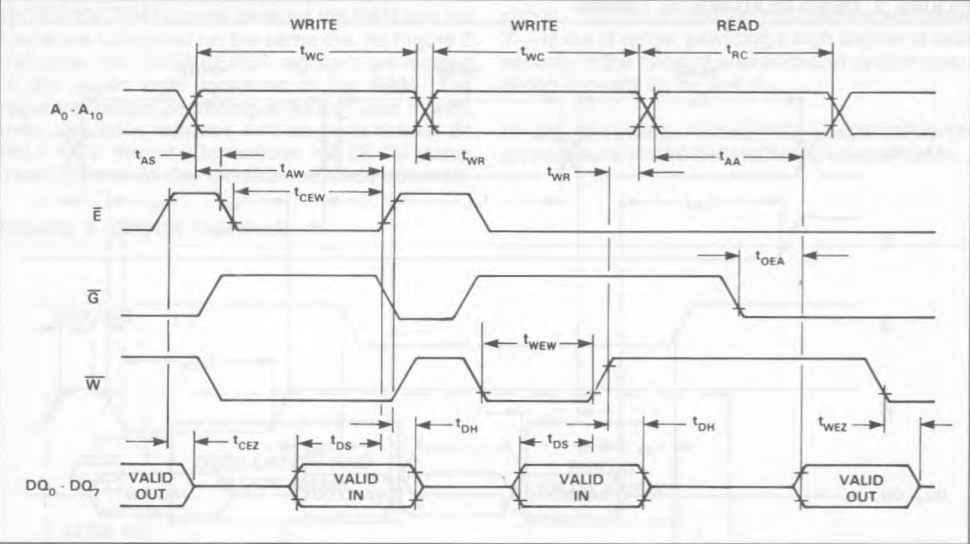 WRITE WRITE READ
tWC tWC tRC
A0 - A10
tAS tAW tWR tWR tAA
tCEW
E̅
tOEA
G̅
tWEW
W̅
tCEZ tDS tDH tDS tDH tWEZ
DQ0 - DQ7 VALID OUT VALID IN VALID IN VALID OUT